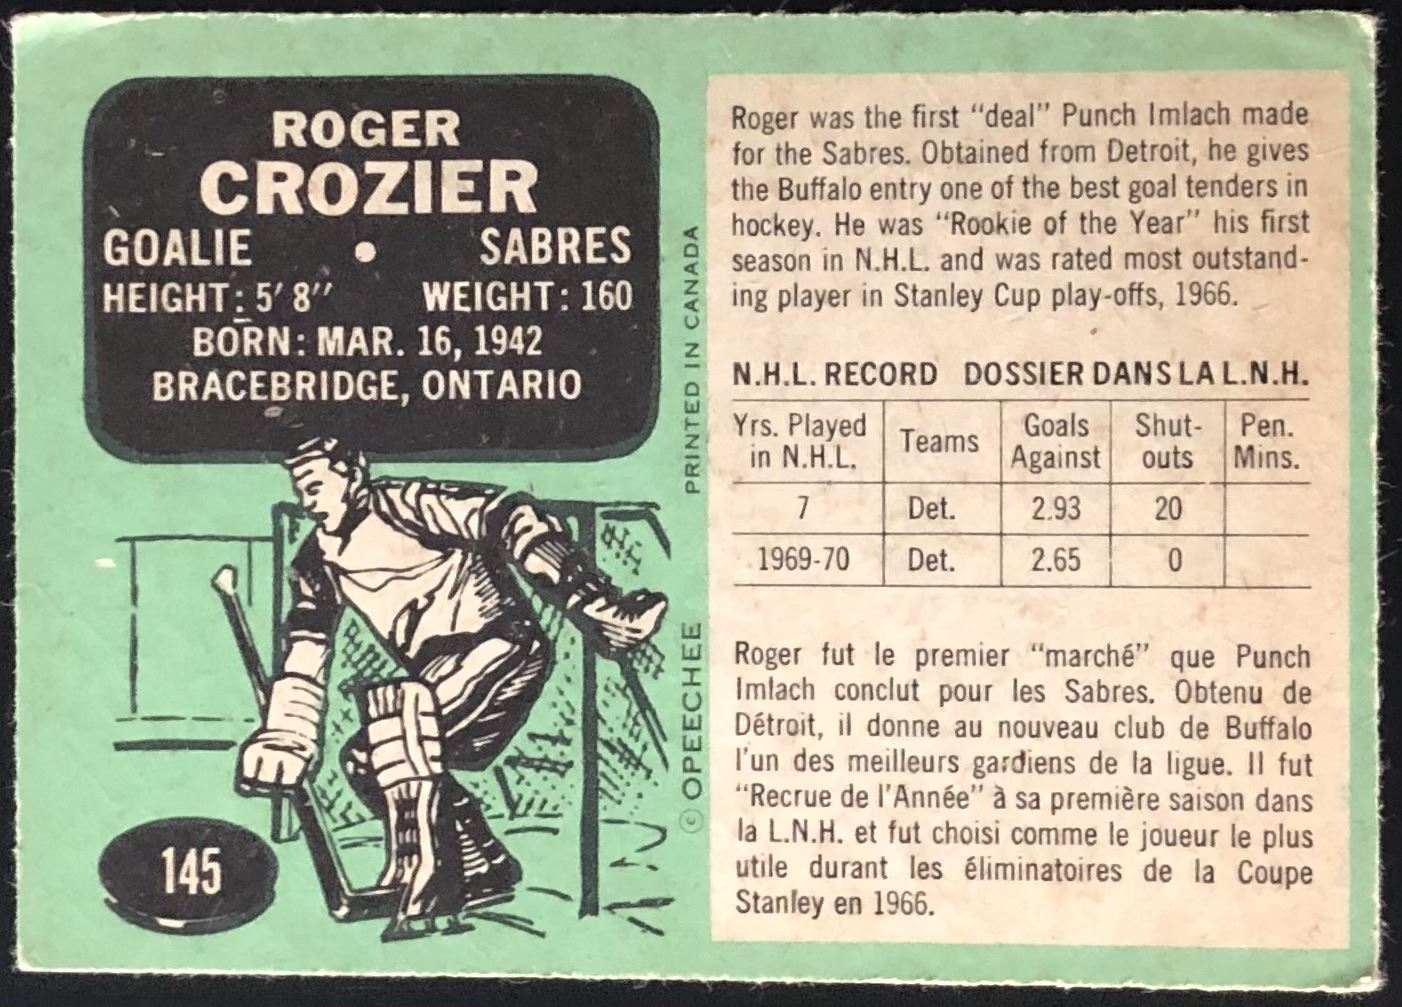 ROGER
CROZIER
GOALIE • SABRES
HEIGHT: 5' 8" WEIGHT: 160
BORN: MAR. 16, 1942
BRACEBRIDGE, ONTARIO
145
© OPEECHEE PRINTED IN CANADA
Roger was the first "deal" Punch Imlach made
for the Sabres. Obtained from Detroit, he gives
the Buffalo entry one of the best goal tenders in
hockey. He was "Rookie of the Year" his first
season in N.H.L. and was rated most outstand-
ing player in Stanley Cup play-offs, 1966.
N.H.L. RECORD DOSSIER DANS LA L.N.H.
Yrs. Played Teams Goals Shut- Pen.
in N.H.L. Against outs Mins.
7 Det. 2.93 20
1969-70 Det. 2.65 0
Roger fut le premier "marché" que Punch
Imlach conclut pour les Sabres. Obtenu de
Détroit, il donne au nouveau club de Buffalo
l'un des meilleurs gardiens de la ligue. Il fut
"Recrue de l'Année" à sa première saison dans
la L.N.H. et fut choisi comme le joueur le plus
utile durant les éliminatoires de la Coupe
Stanley en 1966.